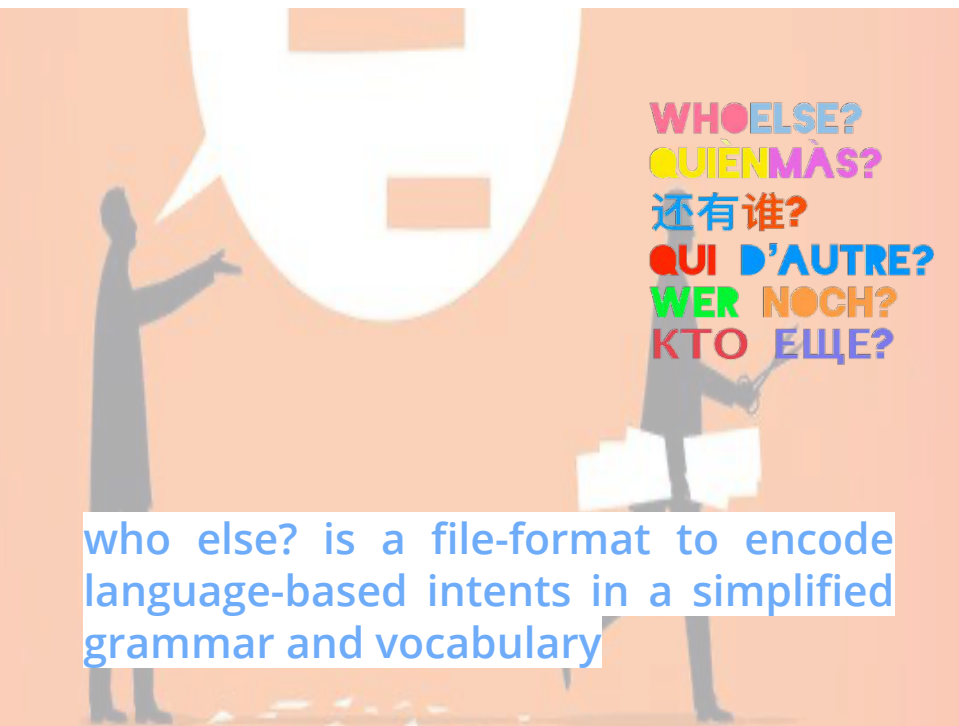 WHOELSE?
QUIÈNMÀS?
还有谁?
QUI D'AUTRE?
WER NOCH?
КТО ЕЩЕ?
who else? is a file-format to encode
language-based intents in a simplified
grammar and vocabulary